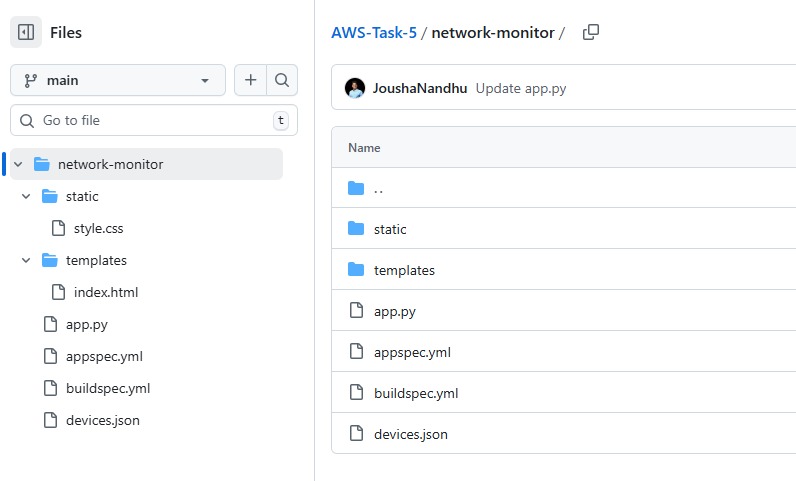 Files
main
Go to file
t
network-monitor
static
style.css
templates
index.html
app.py
appspec.yml
buildspec.yml
devices.json
AWS-Task-5 / network-monitor /
JoushaNandhu Update app.py
Name
..
static
templates
app.py
appspec.yml
buildspec.yml
devices.json